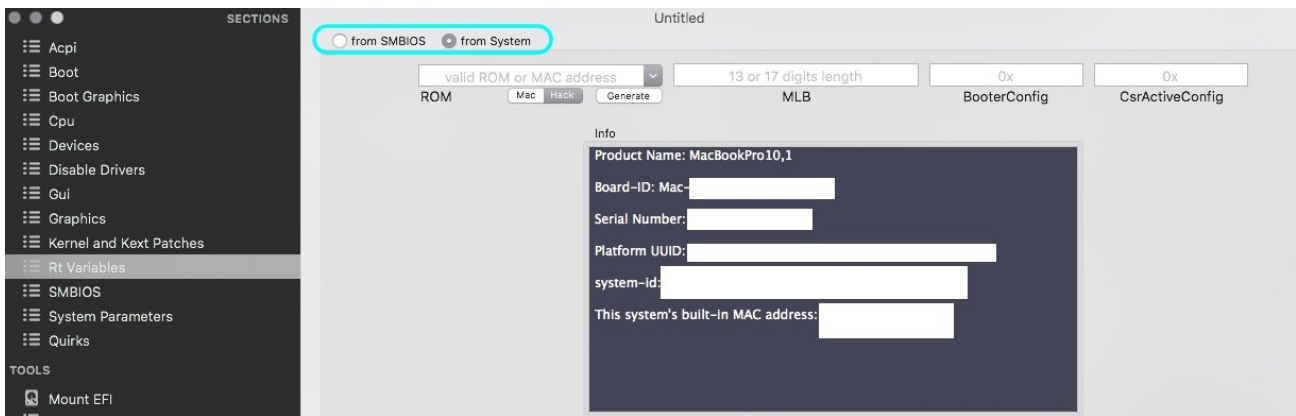 SECTIONS
Acpi
Boot
Boot Graphics
Cpu
Devices
Disable Drivers
Gui
Graphics
Kernel and Kext Patches
Rt Variables
SMBIOS
System Parameters
Quirks
TOOLS
Mount EFI
Untitled
from SMBIOS from System
valid ROM or MAC address 13 or 17 digits length 0x 0x
ROM Mac Hack Generate MLB BooterConfig CsrActiveConfig
Info
Product Name: MacBookPro10,1
Board-ID: Mac-
Serial Number:
Platform UUID:
system-id:
This system's built-in MAC address: